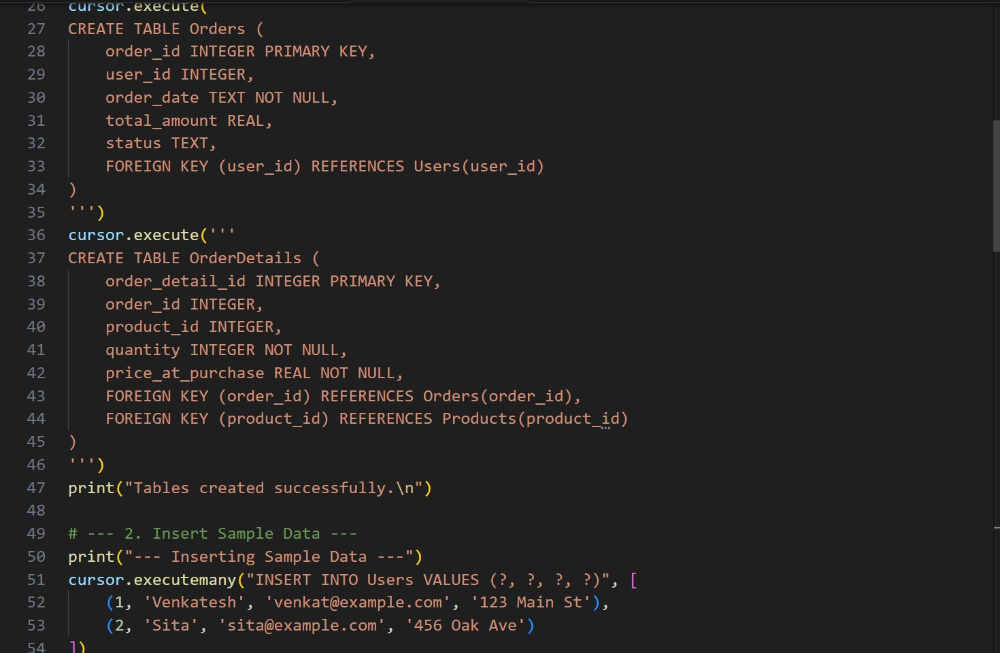 26 cursor.execute(
27 CREATE TABLE Orders (
28     order_id INTEGER PRIMARY KEY,
29     user_id INTEGER,
30     order_date TEXT NOT NULL,
31     total_amount REAL,
32     status TEXT,
33     FOREIGN KEY (user_id) REFERENCES Users(user_id)
34 )
35 ''')
36 cursor.execute('''
37 CREATE TABLE OrderDetails (
38     order_detail_id INTEGER PRIMARY KEY,
39     order_id INTEGER,
40     product_id INTEGER,
41     quantity INTEGER NOT NULL,
42     price_at_purchase REAL NOT NULL,
43     FOREIGN KEY (order_id) REFERENCES Orders(order_id),
44     FOREIGN KEY (product_id) REFERENCES Products(product_id)
45 )
46 ''')
47 print("Tables created successfully.\n")
48
49 # --- 2. Insert Sample Data ---
50 print("--- Inserting Sample Data ---")
51 cursor.executemany("INSERT INTO Users VALUES (?, ?, ?, ?)", [
52     (1, 'Venkatesh', 'venkat@example.com', '123 Main St'),
53     (2, 'Sita', 'sita@example.com', '456 Oak Ave')
54 ])